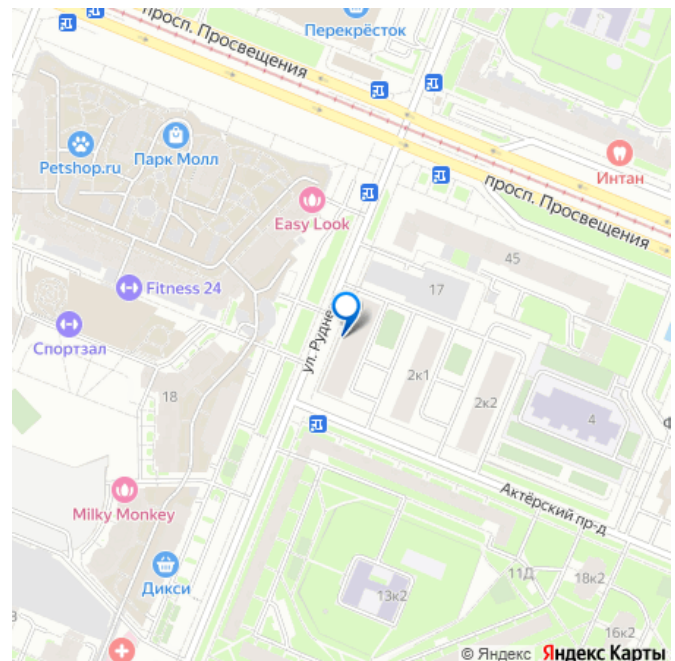 просп. Просвещения
Перекрёсток
Парк Молл
Petshop.ru
Интан
просп. Просвещения
Easy Look
45
17
Fitness 24
ул. Рудне
Спортзал
18
2к1
2к2
4
Milky Monkey
Актёрский пр-д
Дикси
11Д
18к2
13к2
16к2
© Яндекс Яндекс Карты